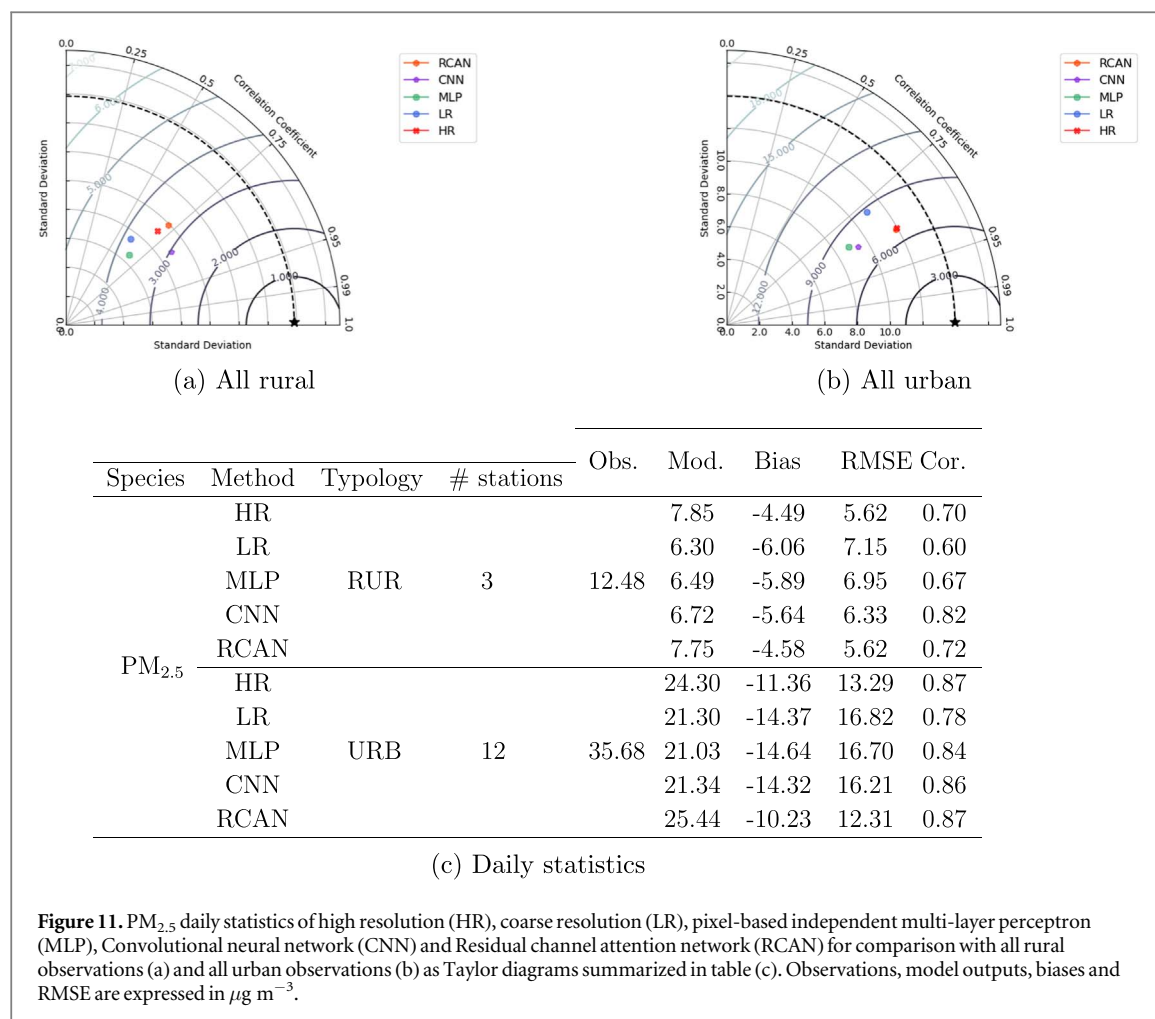 0.0
0.25
0.5
0.75
0.95
0.99
1.0
Correlation Coefficient
Standard Deviation
7.000
6.000
5.000
4.000
3.000
2.000
1.000
0.0
0.0
Standard Deviation
RCAN
CNN
MLP
LR
HR
(a) All rural
0.0
0.25
0.5
0.75
0.95
0.99
1.0
Correlation Coefficient
Standard Deviation
10.0
8.0
6.0
4.0
2.0
0.0
18.000
15.000
12.000
9.000
6.000
3.000
0.0 2.0 4.0 6.0 8.0 10.0
Standard Deviation
RCAN
CNN
MLP
LR
HR
(b) All urban
Species Method Typology # stations Obs. Mod. Bias RMSE Cor.
HR 7.85 -4.49 5.62 0.70
LR 6.30 -6.06 7.15 0.60
MLP RUR 3 12.48 6.49 -5.89 6.95 0.67
CNN 6.72 -5.64 6.33 0.82
RCAN 7.75 -4.58 5.62 0.72
PM2.5
HR 24.30 -11.36 13.29 0.87
LR 21.30 -14.37 16.82 0.78
MLP URB 12 35.68 21.03 -14.64 16.70 0.84
CNN 21.34 -14.32 16.21 0.86
RCAN 25.44 -10.23 12.31 0.87
(c) Daily statistics
Figure 11. PM2.5 daily statistics of high resolution (HR), coarse resolution (LR), pixel-based independent multi-layer perceptron
(MLP), Convolutional neural network (CNN) and Residual channel attention network (RCAN) for comparison with all rural
observations (a) and all urban observations (b) as Taylor diagrams summarized in table (c). Observations, model outputs, biases and
RMSE are expressed in μg m−3.